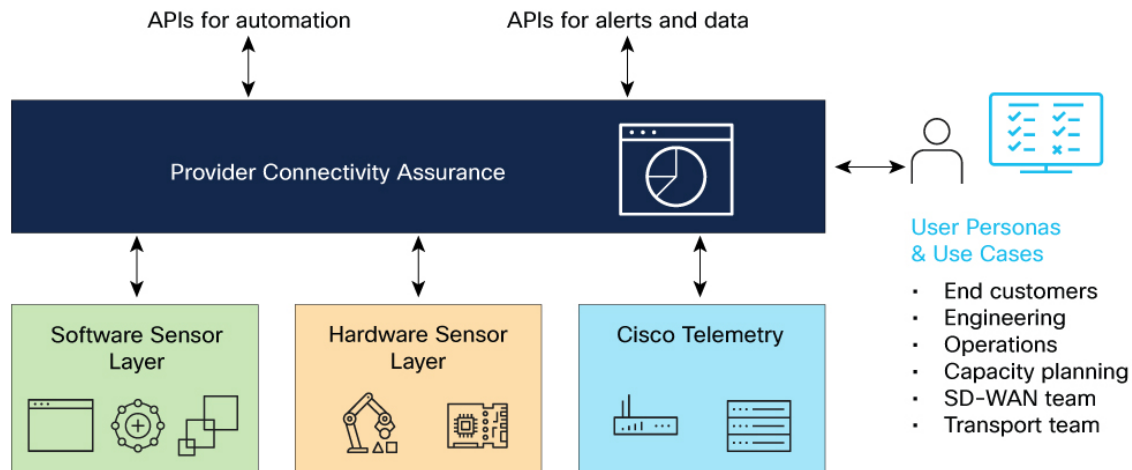 APIs for automation
APIs for alerts and data
Provider Connectivity Assurance
User Personas
& Use Cases
· End customers
· Engineering
· Operations
· Capacity planning
· SD-WAN team
· Transport team
Software Sensor
Layer
Hardware Sensor
Layer
Cisco Telemetry